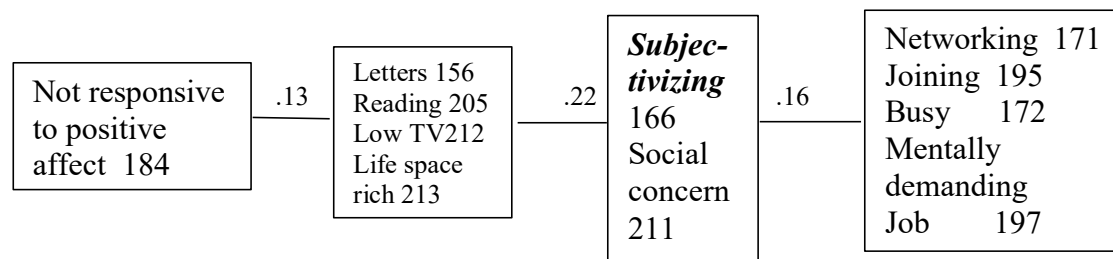 Not responsive
to positive
affect 184
.13
Letters 156
Reading 205
Low TV212
Life space
rich 213
.22
Subjec-
tivizing
166
Social
concern
211
.16
Networking 171
Joining 195
Busy 172
Mentally
demanding
Job 197